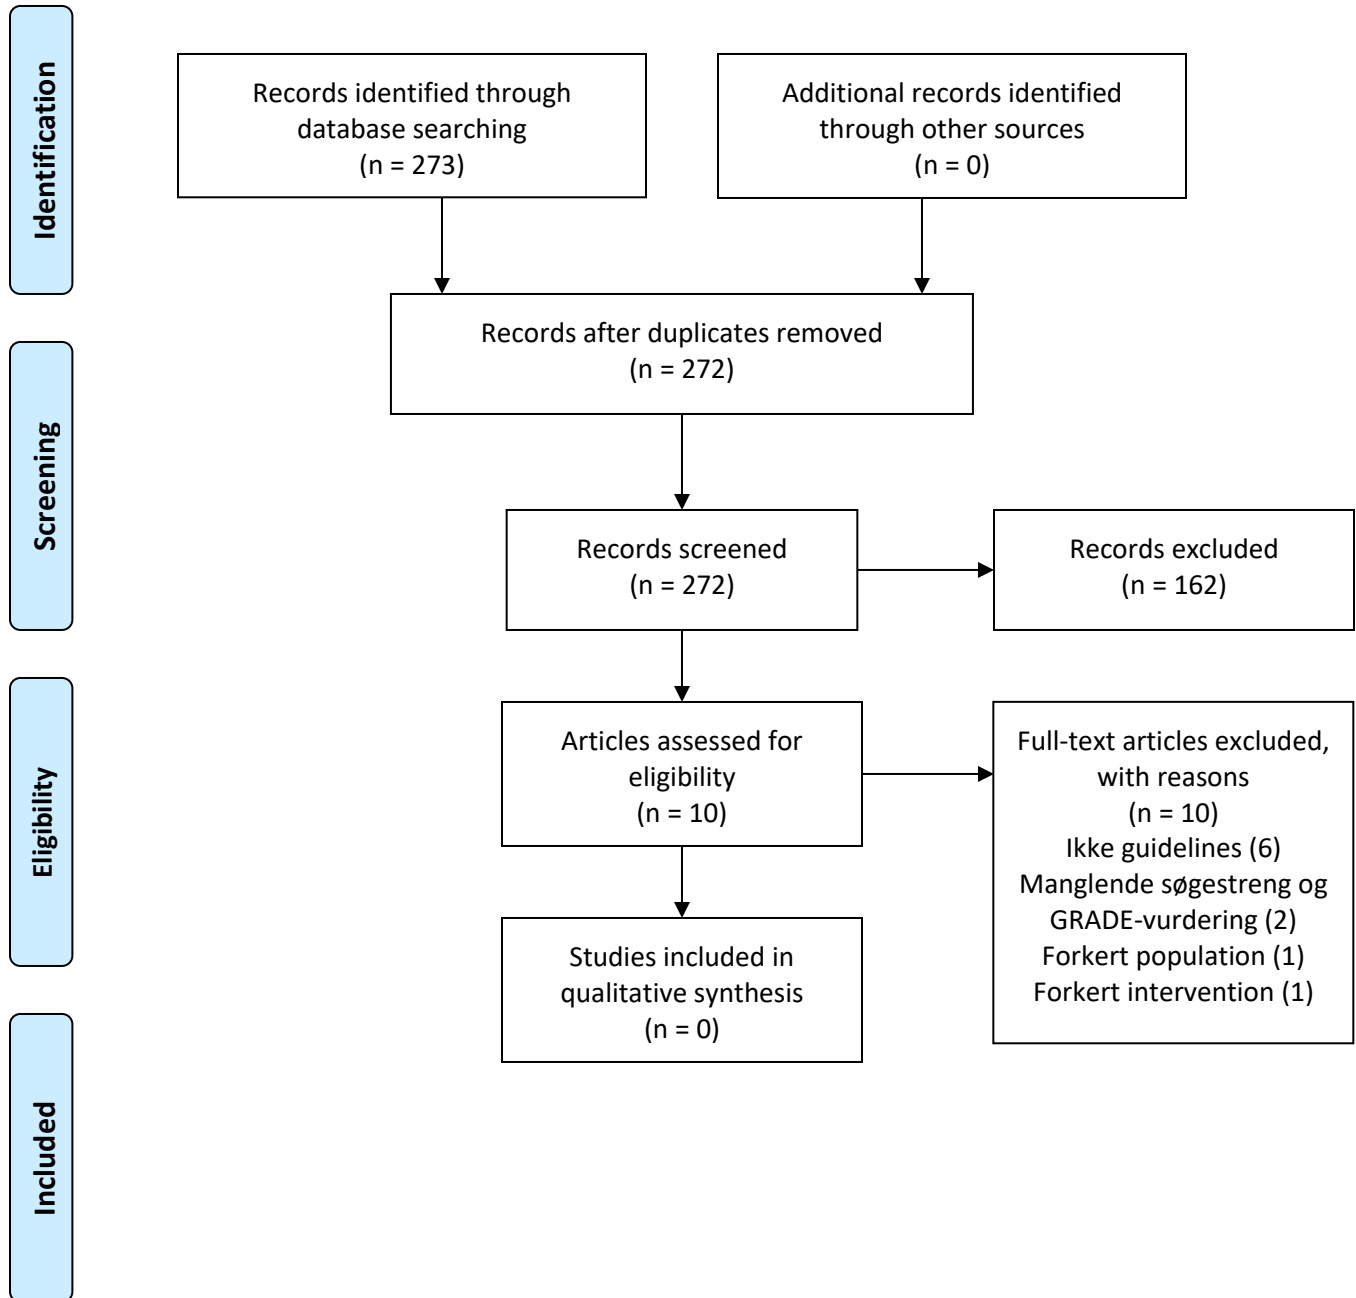 Identification
Records identified through
database searching
(n = 273)
Additional records identified
through other sources
(n = 0)
Records after duplicates removed
(n = 272)
Screening
Records screened
(n = 272)
Records excluded
(n = 162)
Eligibility
Articles assessed for
eligibility
(n = 10)
Full-text articles excluded,
with reasons
(n = 10)
Ikke guidelines (6)
Manglende søgestreng og
GRADE-vurdering (2)
Forkert population (1)
Forkert intervention (1)
Studies included in
qualitative synthesis
(n = 0)
Included